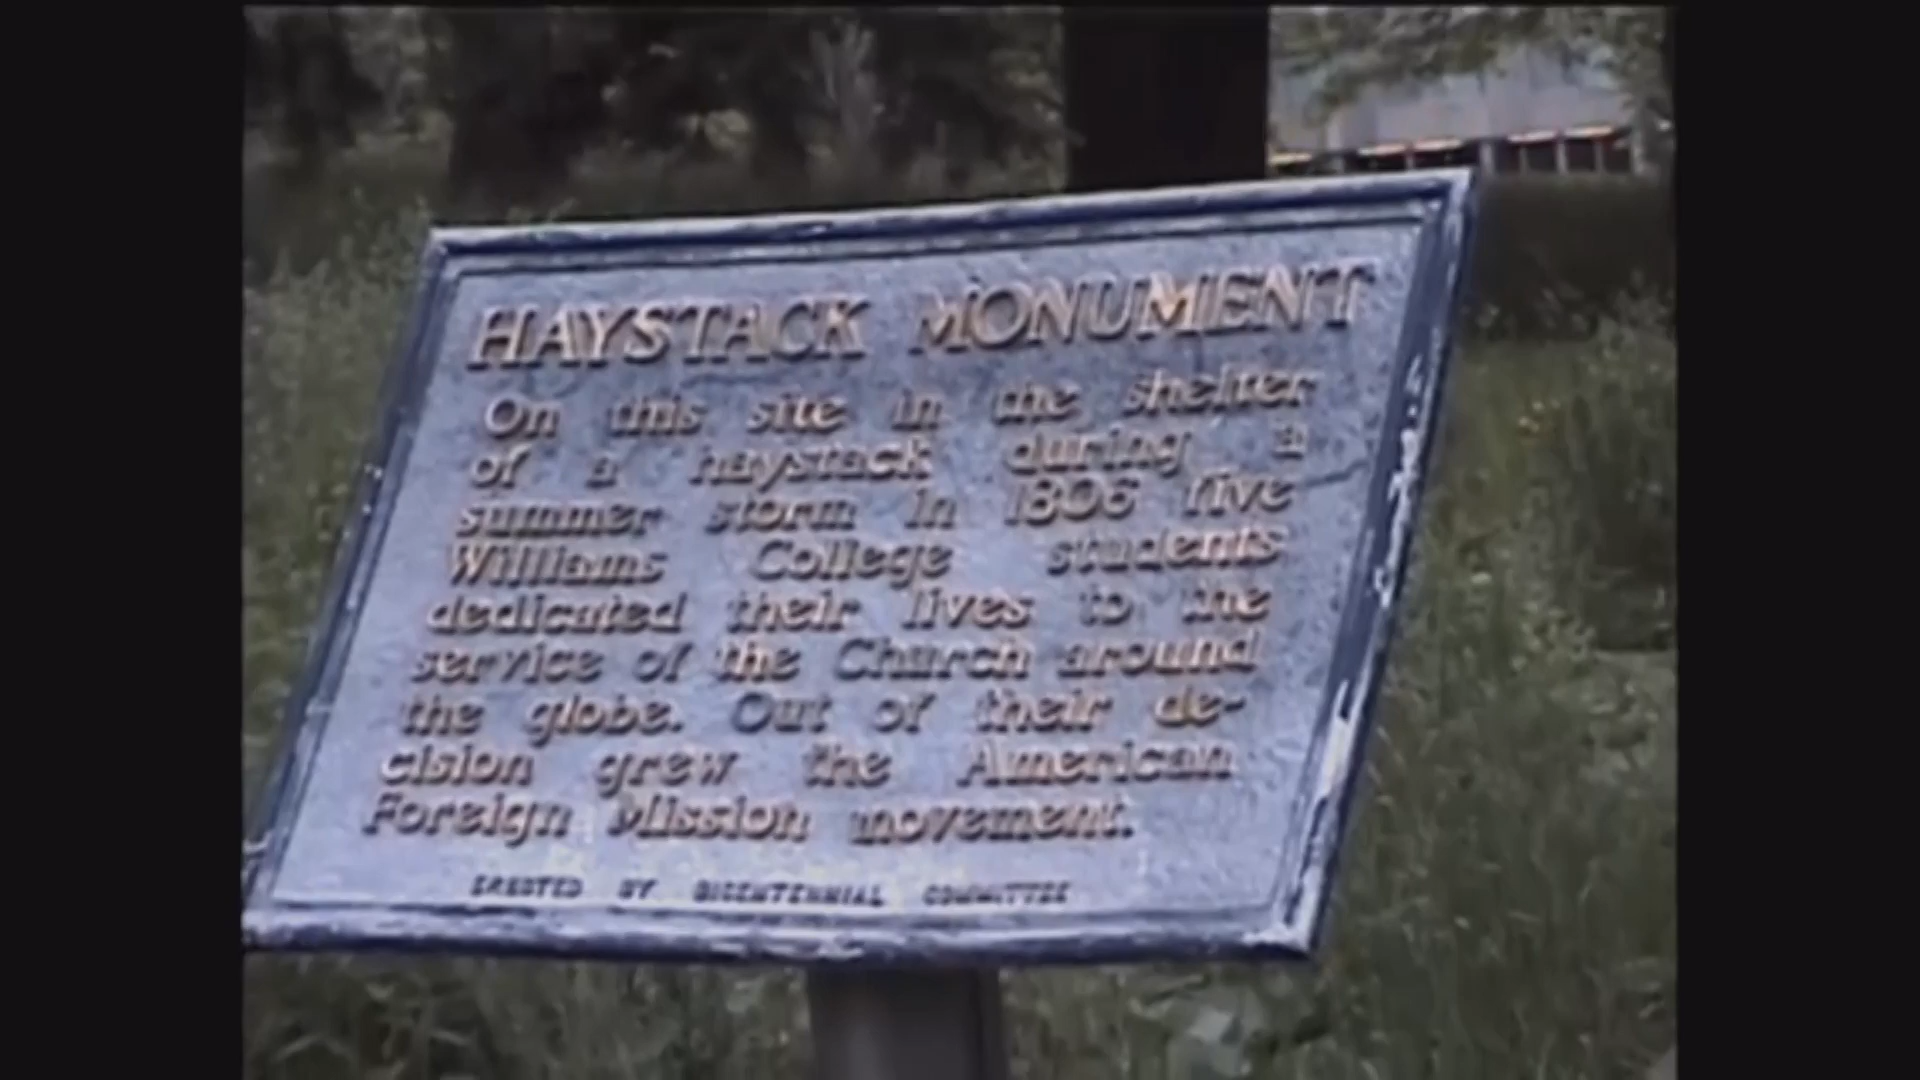 HAYSTACK MONUMENT
On this site in the shelter
of a haystack during a
summer storm in 1806 five
Williams College students
dedicated their lives to the
service of the Church around
the globe. Out of their de-
cision grew the American
Foreign Mission movement.
ERECTED BY BICENTENNIAL COMMITTEE